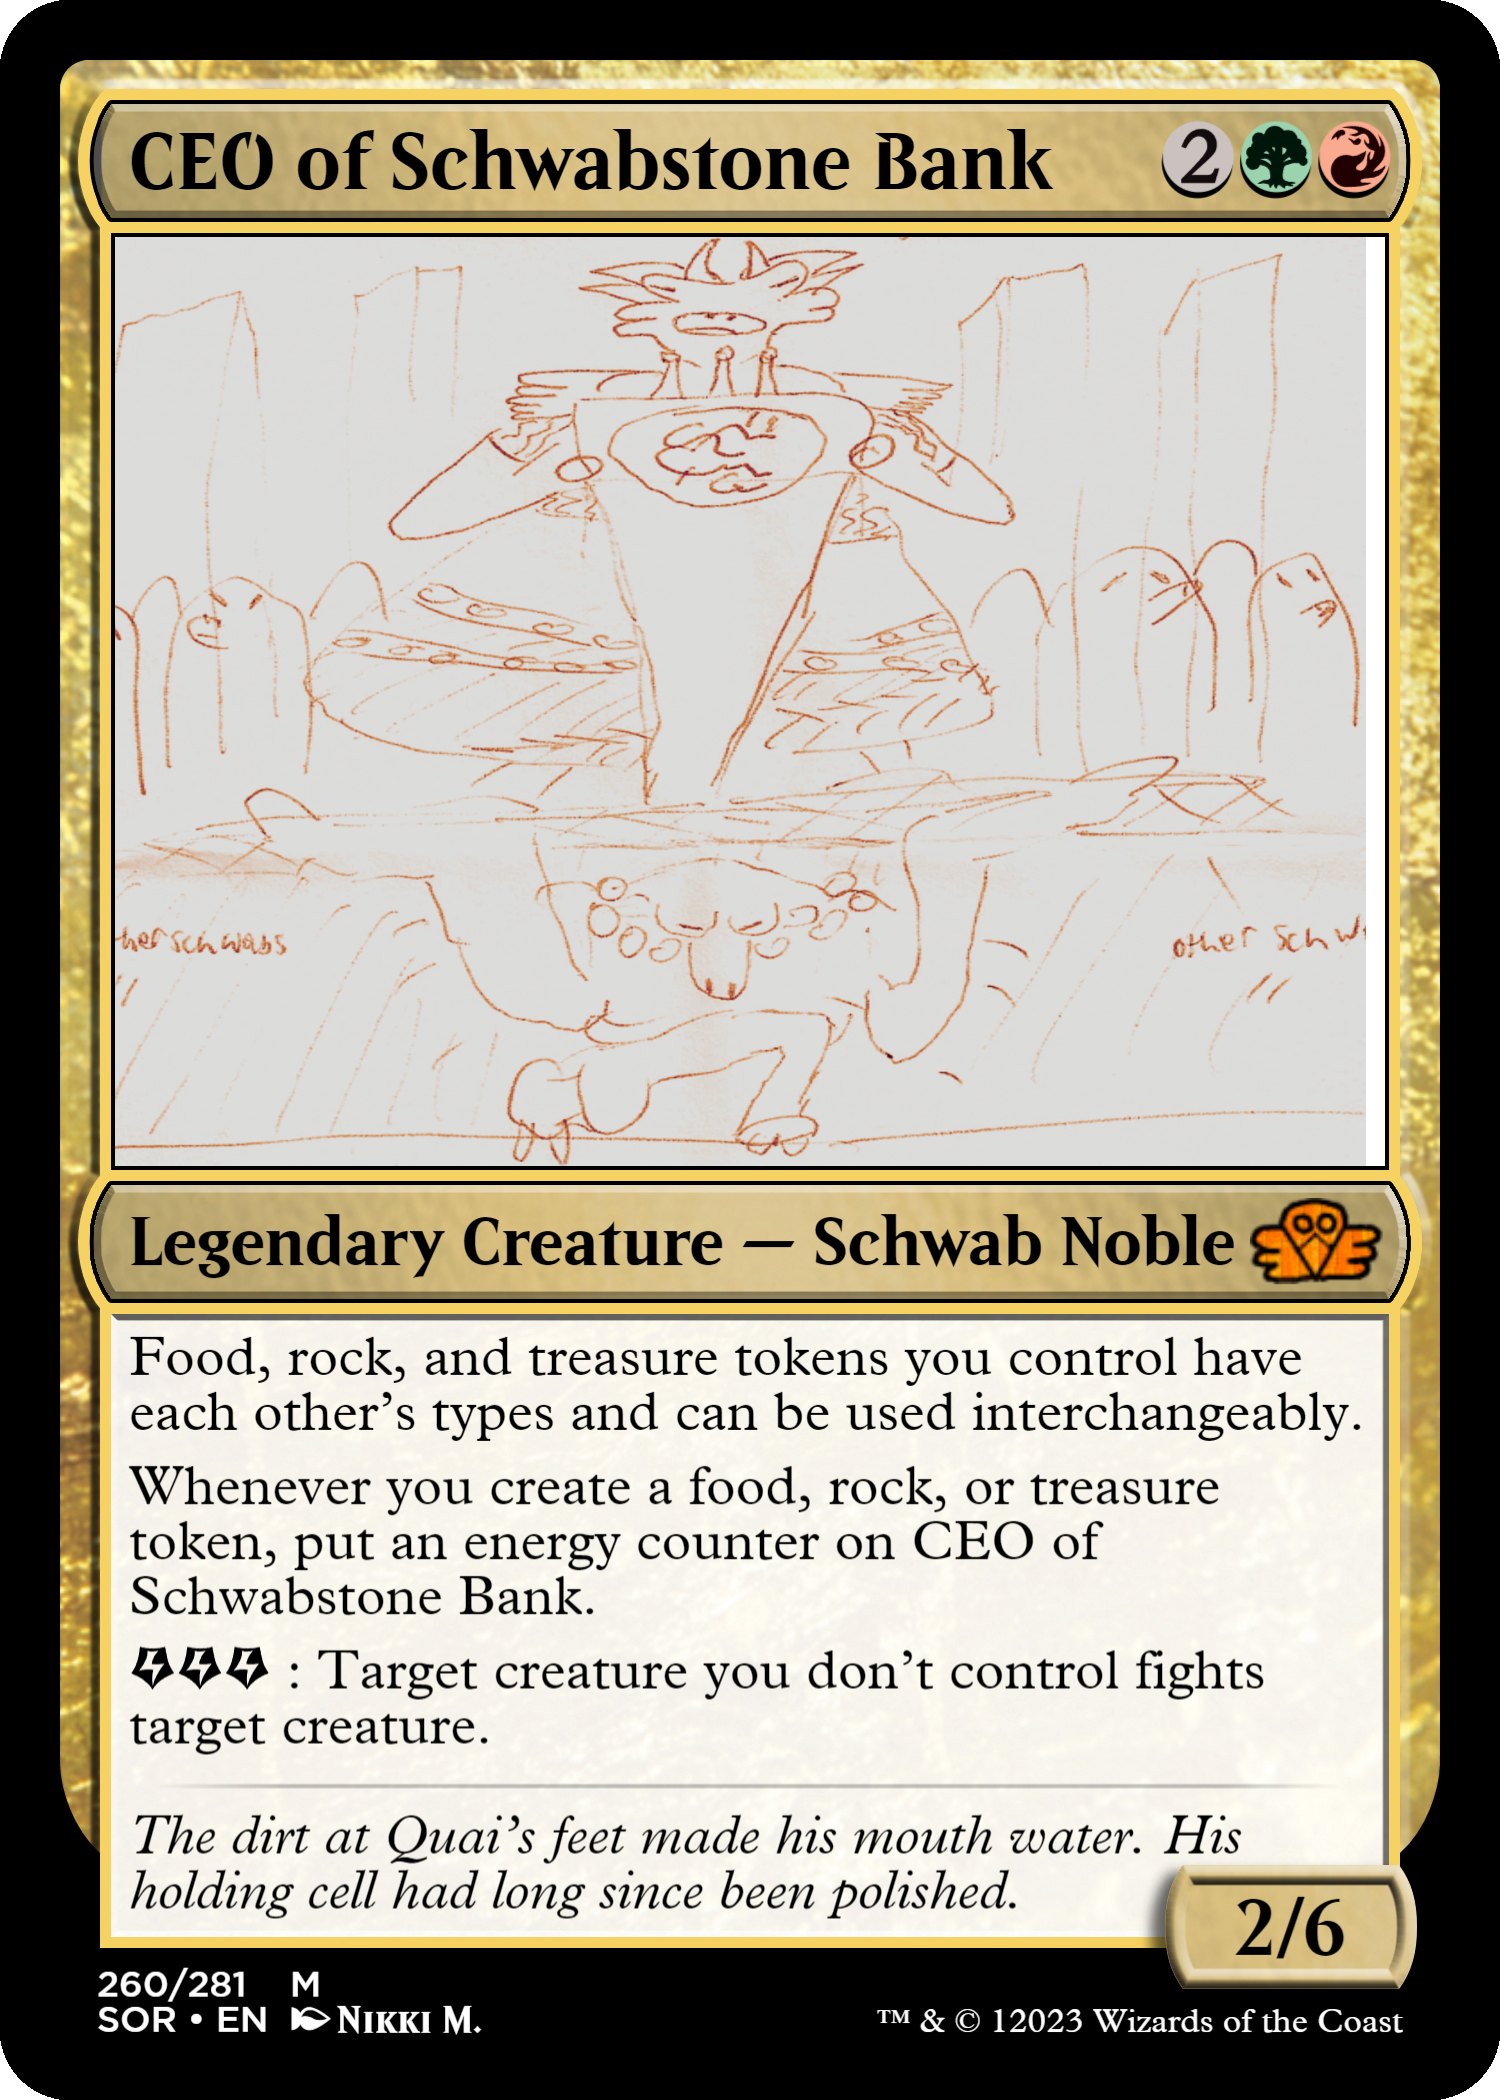 CEO of Schwabstone Bank 2
her schwabs
other schw
Legendary Creature — Schwab Noble
Food, rock, and treasure tokens you control have
each other's types and can be used interchangeably.
Whenever you create a food, rock, or treasure
token, put an energy counter on CEO of
Schwabstone Bank.
: Target creature you don't control fights
target creature.
The dirt at Quai's feet made his mouth water. His
holding cell had long since been polished.
2/6
260/281 M
SOR • EN NIKKI M.
™ & © 12023 Wizards of the Coast